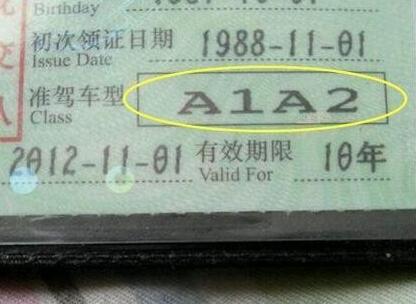 Birthday
初次领证日期 1988-11-01
Issue Date
准驾车型 A1A2
Class
2012-11-01 有效期限 10年
Valid For